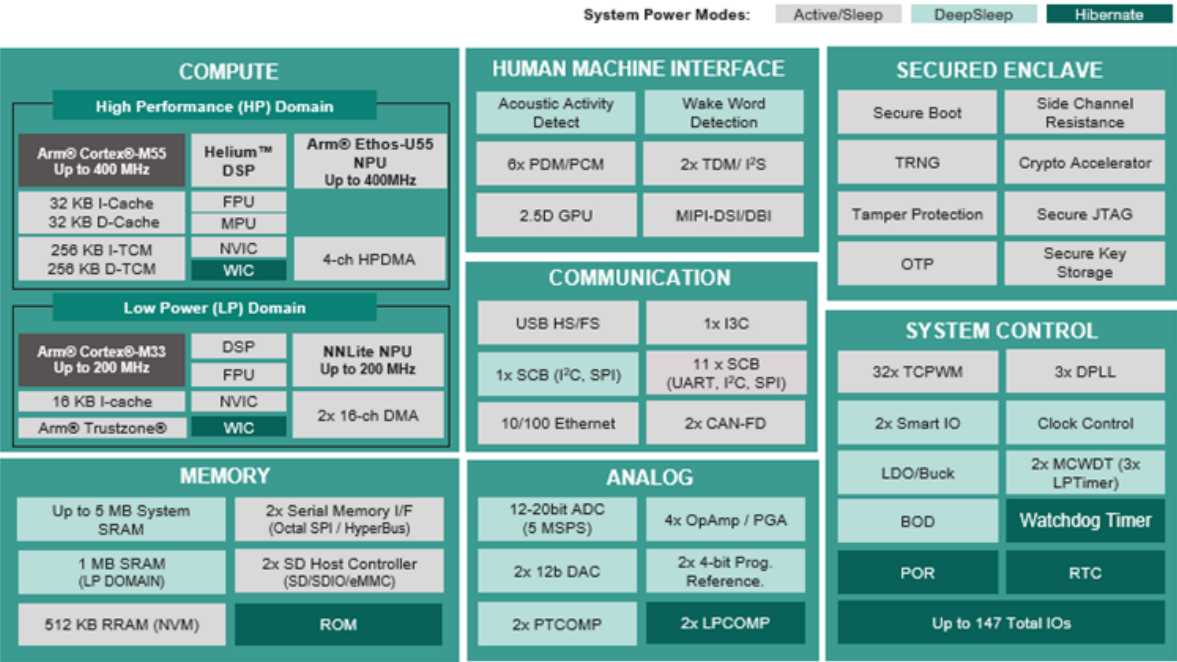 System Power Modes: Active/Sleep DeepSleep Hibernate
COMPUTE
High Performance (HP) Domain
Arm® Cortex®-M55
Up to 400 MHz
Helium™
DSP
Arm® Ethos-U55
NPU
Up to 400MHz
32 KB I-Cache
32 KB D-Cache
FPU
MPU
256 KB I-TCM
256 KB D-TCM
NVIC
WIC
4-ch HPDMA
Low Power (LP) Domain
Arm® Cortex®-M33
Up to 200 MHz
DSP
FPU
NNLite NPU
Up to 200 MHz
16 KB I-cache
NVIC
2x 16-ch DMA
Arm® Trustzone®
WIC
MEMORY
Up to 5 MB System
SRAM
2x Serial Memory I/F
(Octal SPI / HyperBus)
1 MB SRAM
(LP DOMAIN)
2x SD Host Controller
(SD/SDIO/eMMC)
512 KB RRAM (NVM)
ROM
HUMAN MACHINE INTERFACE
Acoustic Activity
Detect
Wake Word
Detection
6x PDM/PCM
2x TDM/ I²S
2.5D GPU
MIPI-DSI/DBI
COMMUNICATION
USB HS/FS
1x I3C
1x SCB (I²C, SPI)
11 x SCB
(UART, I²C, SPI)
10/100 Ethernet
2x CAN-FD
ANALOG
12-20bit ADC
(5 MSPS)
4x OpAmp / PGA
2x 12b DAC
2x 4-bit Prog.
Reference.
2x PTCOMP
2x LPCOMP
SECURED ENCLAVE
Secure Boot
Side Channel
Resistance
TRNG
Crypto Accelerator
Tamper Protection
Secure JTAG
OTP
Secure Key
Storage
SYSTEM CONTROL
32x TCPWM
3x DPLL
2x Smart IO
Clock Control
LDO/Buck
2x MCWDT (3x
LPTimer)
BOD
Watchdog Timer
POR
RTC
Up to 147 Total IOs